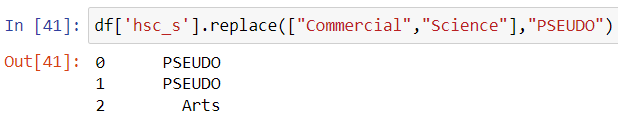 In [41]: df['hsc_s'].replace(["Commercial","Science"],"PSEUDO")
Out[41]: 0 PSEUDO
1 PSEUDO
2 Arts